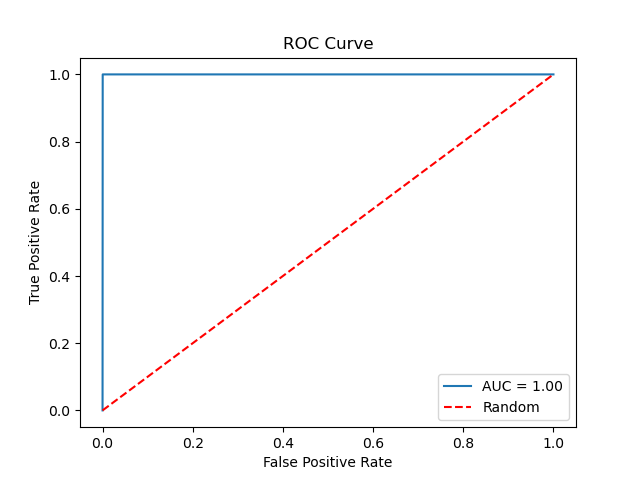 ROC Curve
True Positive Rate
1.0
0.8
0.6
0.4
0.2
0.0
AUC = 1.00
Random
0.0 0.2 0.4 0.6 0.8 1.0
False Positive Rate